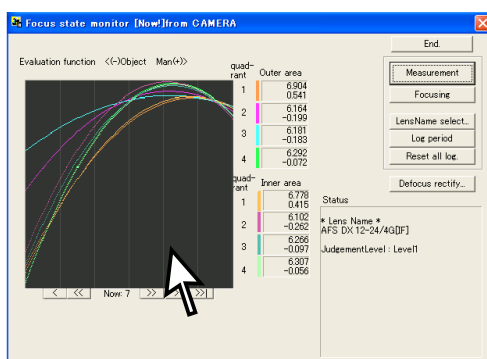 Focus state monitor [Now!]from CAMERA
End.
Evaluation function <(-)Object Man(+)>
quad-
rant Outer area
1 6.904
0.541
2 6.164
-0.199
3 6.181
-0.183
4 6.292
-0.072
quad-
rant Inner area
1 6.778
0.415
2 6.102
-0.262
3 6.266
-0.097
4 6.307
-0.056
< << Now: 7 >> > >|
Measurement
Focusing
LensName select...
Log period
Reset all log.
Defocus rectify...
Status
* Lens Name *
AFS DX 12-24/4G[IF]
JudgementLevel : Level1